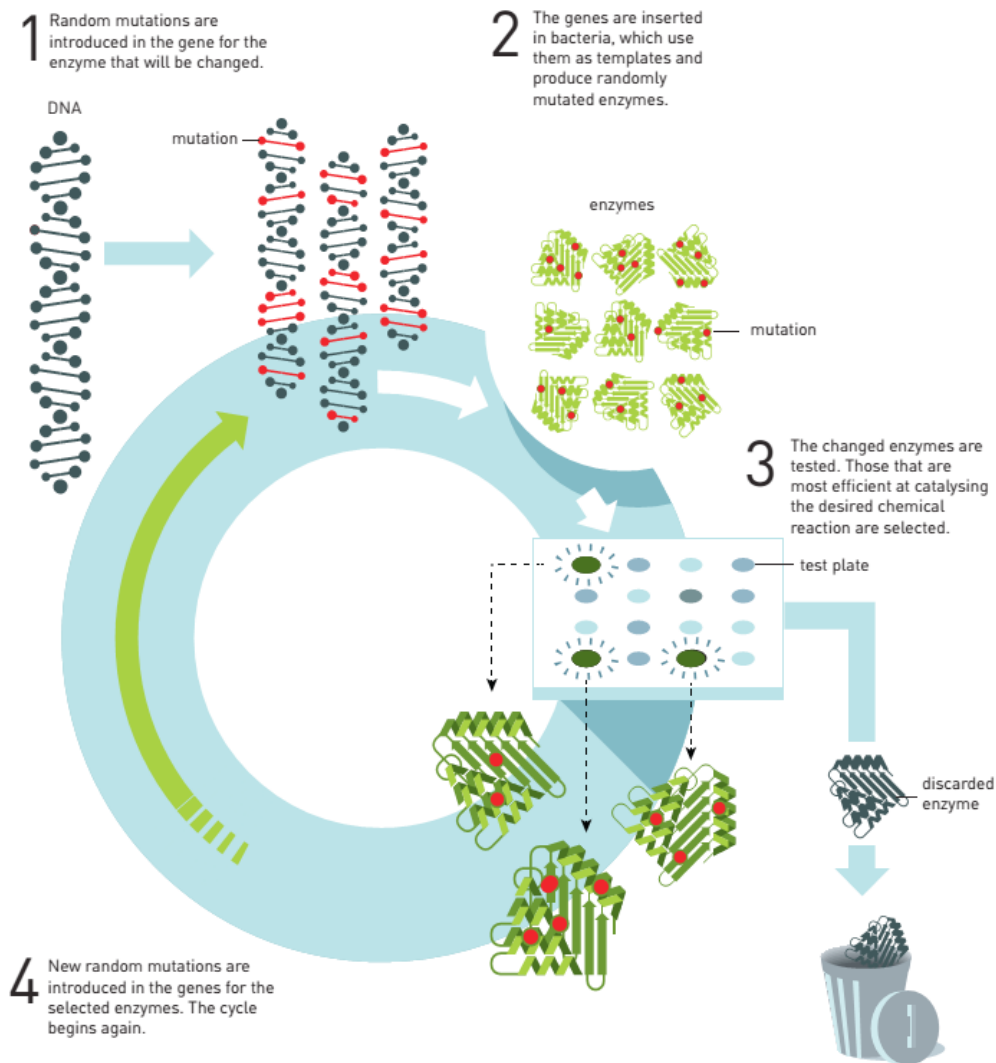 1
Random mutations are
introduced in the gene for the
enzyme that will be changed.
DNA
mutation
2
The genes are inserted
in bacteria, which use
them as templates and
produce randomly
mutated enzymes.
enzymes
mutation
3
The changed enzymes are
tested. Those that are
most efficient at catalysing
the desired chemical
reaction are selected.
test plate
discarded
enzyme
4
New random mutations are
introduced in the genes for the
selected enzymes. The cycle
begins again.